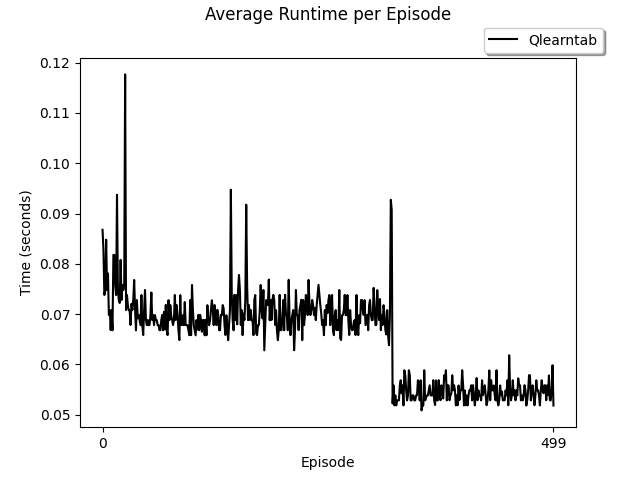 Average Runtime per Episode
Qlearntab
0.12
0.11
0.10
0.09
0.08
0.07
0.06
0.05
Time (seconds)
0
499
Episode